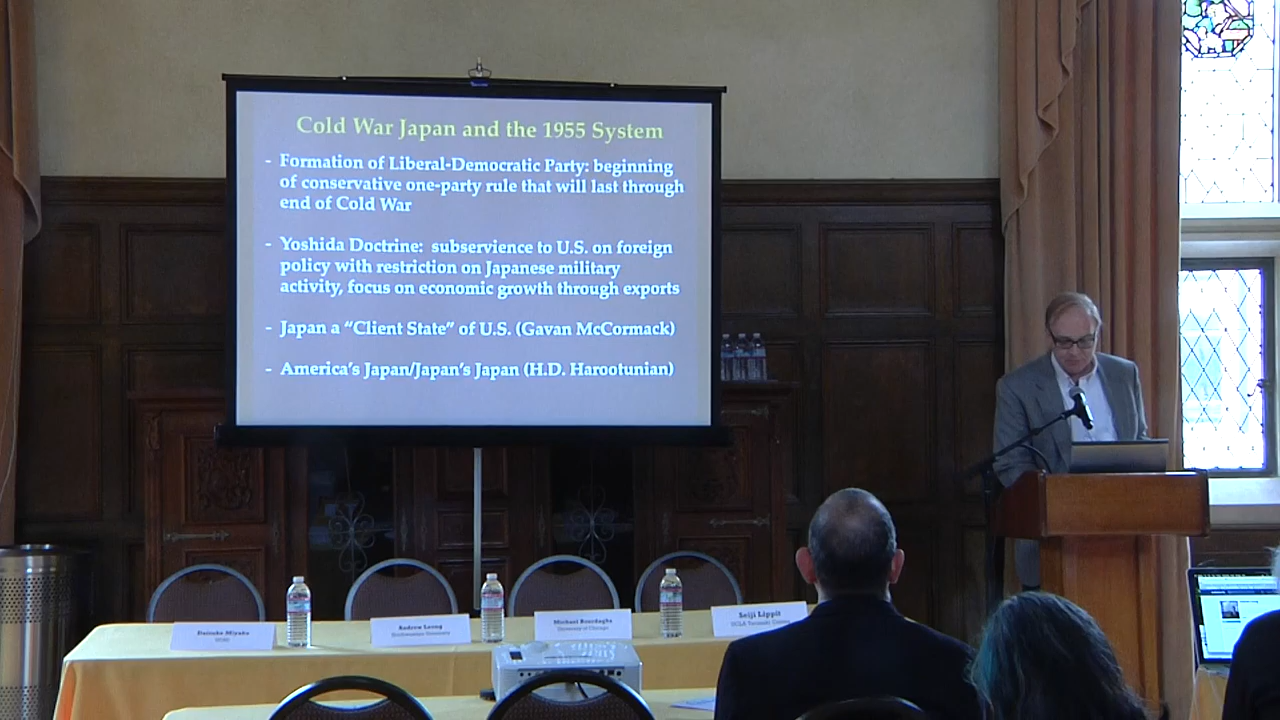 Cold War Japan and the 1955 System
- Formation of Liberal-Democratic Party: beginning
of conservative one-party rule that will last through
end of Cold War
- Yoshida Doctrine: subservience to U.S. on foreign
policy with restriction on Japanese military
activity, focus on economic growth through exports
- Japan a “Client State” of U.S. (Gavan McCormack)
- America’s Japan/Japan’s Japan (H.D. Harootunian)
Daisuke Miyao
Andrew Leong
Northwestern University
Michael Bourdaghs
University of Chicago
Seiji Lippit
UCLA Terasaki Center